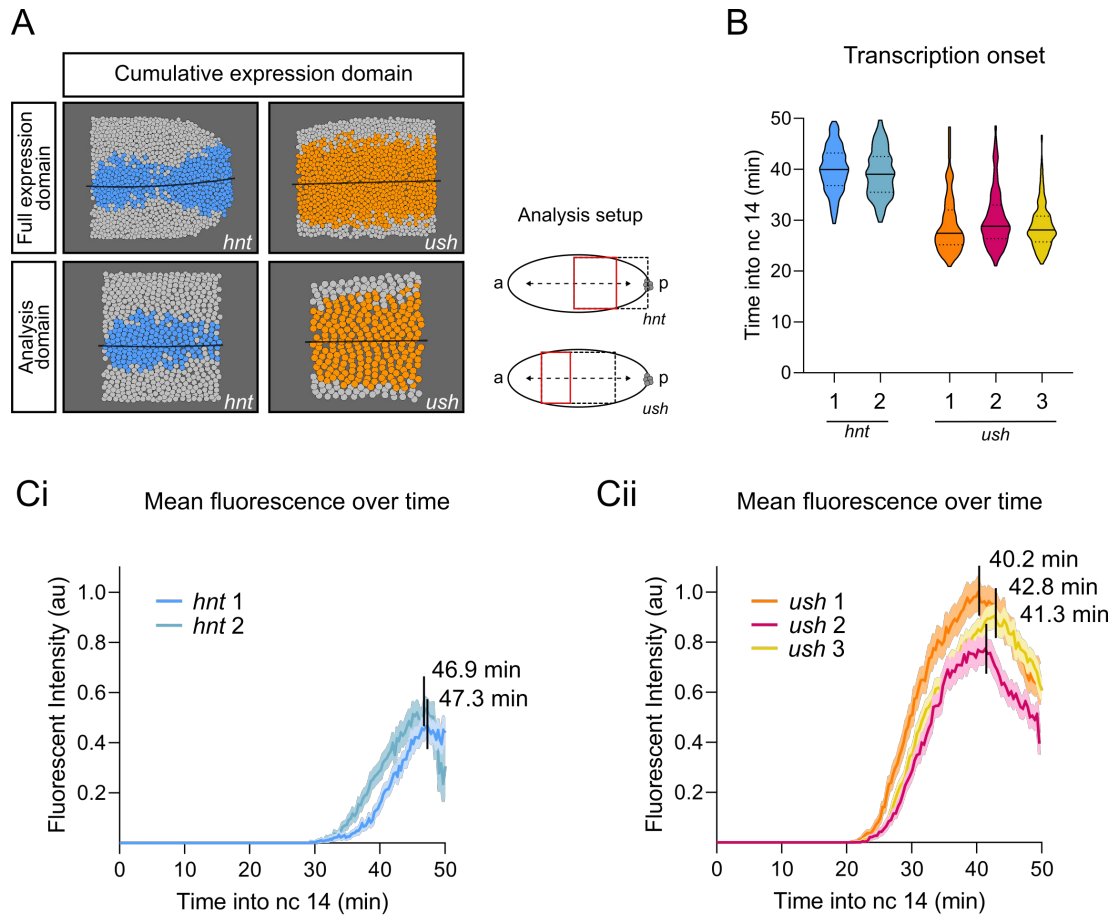 A
Cumulative expression domain
Full expression
domain
hnt
ush
Analysis
domain
hnt
ush
Analysis setup
a
p
hnt
a
p
ush
B
Transcription onset
Time into nc 14 (min)
50
40
30
20
10
0
1 2 1 2 3
hnt ush
Ci
Mean fluorescence over time
Fluorescent Intensity (au)
1.0
0.8
0.6
0.4
0.2
hnt 1
hnt 2
46.9 min
47.3 min
0 10 20 30 40 50
Time into nc 14 (min)
Cii
Mean fluorescence over time
Fluorescent Intensity (au)
1.0
0.8
0.6
0.4
0.2
ush 1
ush 2
ush 3
40.2 min
42.8 min
41.3 min
0 10 20 30 40 50
Time into nc 14 (min)